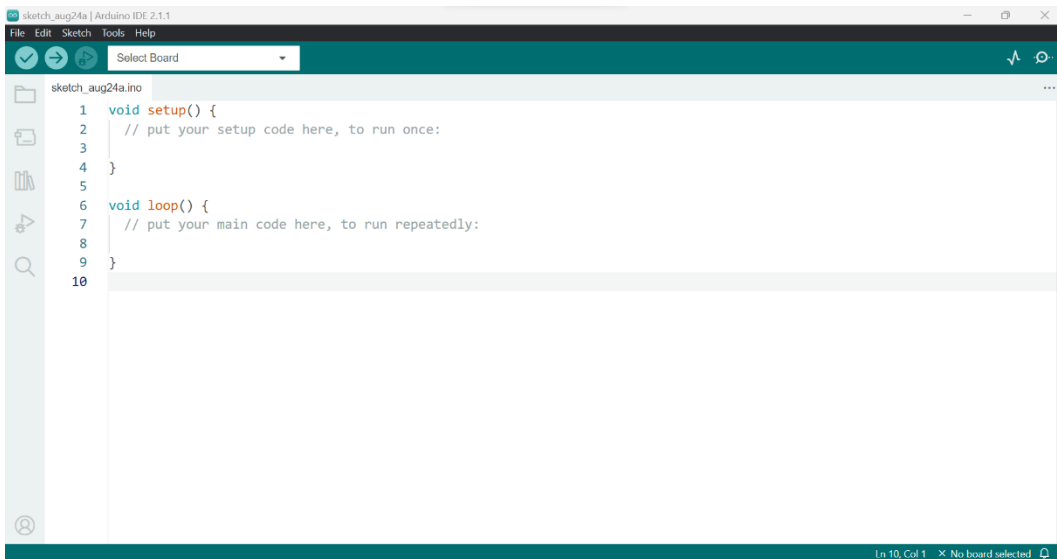 sketch_aug24a | Arduino IDE 2.1.1
File Edit Sketch Tools Help
Select Board
sketch_aug24a.ino
1 void setup() {
2 // put your setup code here, to run once:
3
4 }
5
6 void loop() {
7 // put your main code here, to run repeatedly:
8
9 }
10
Ln 10, Col 1 × No board selected